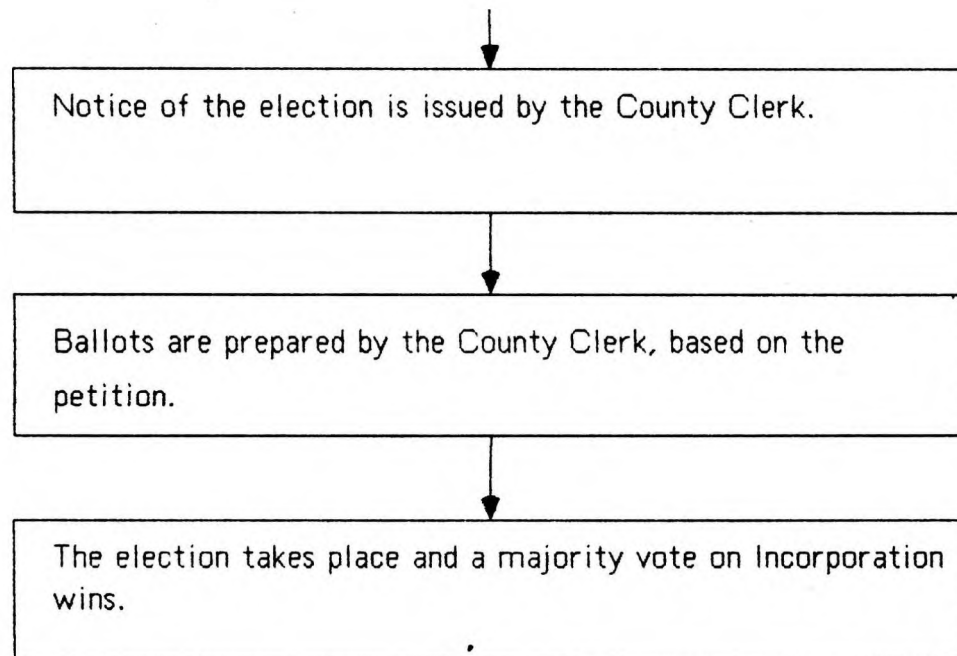 Notice of the election is issued by the County Clerk.
Ballots are prepared by the County Clerk, based on the
petition.
The election takes place and a majority vote on Incorporation
wins.